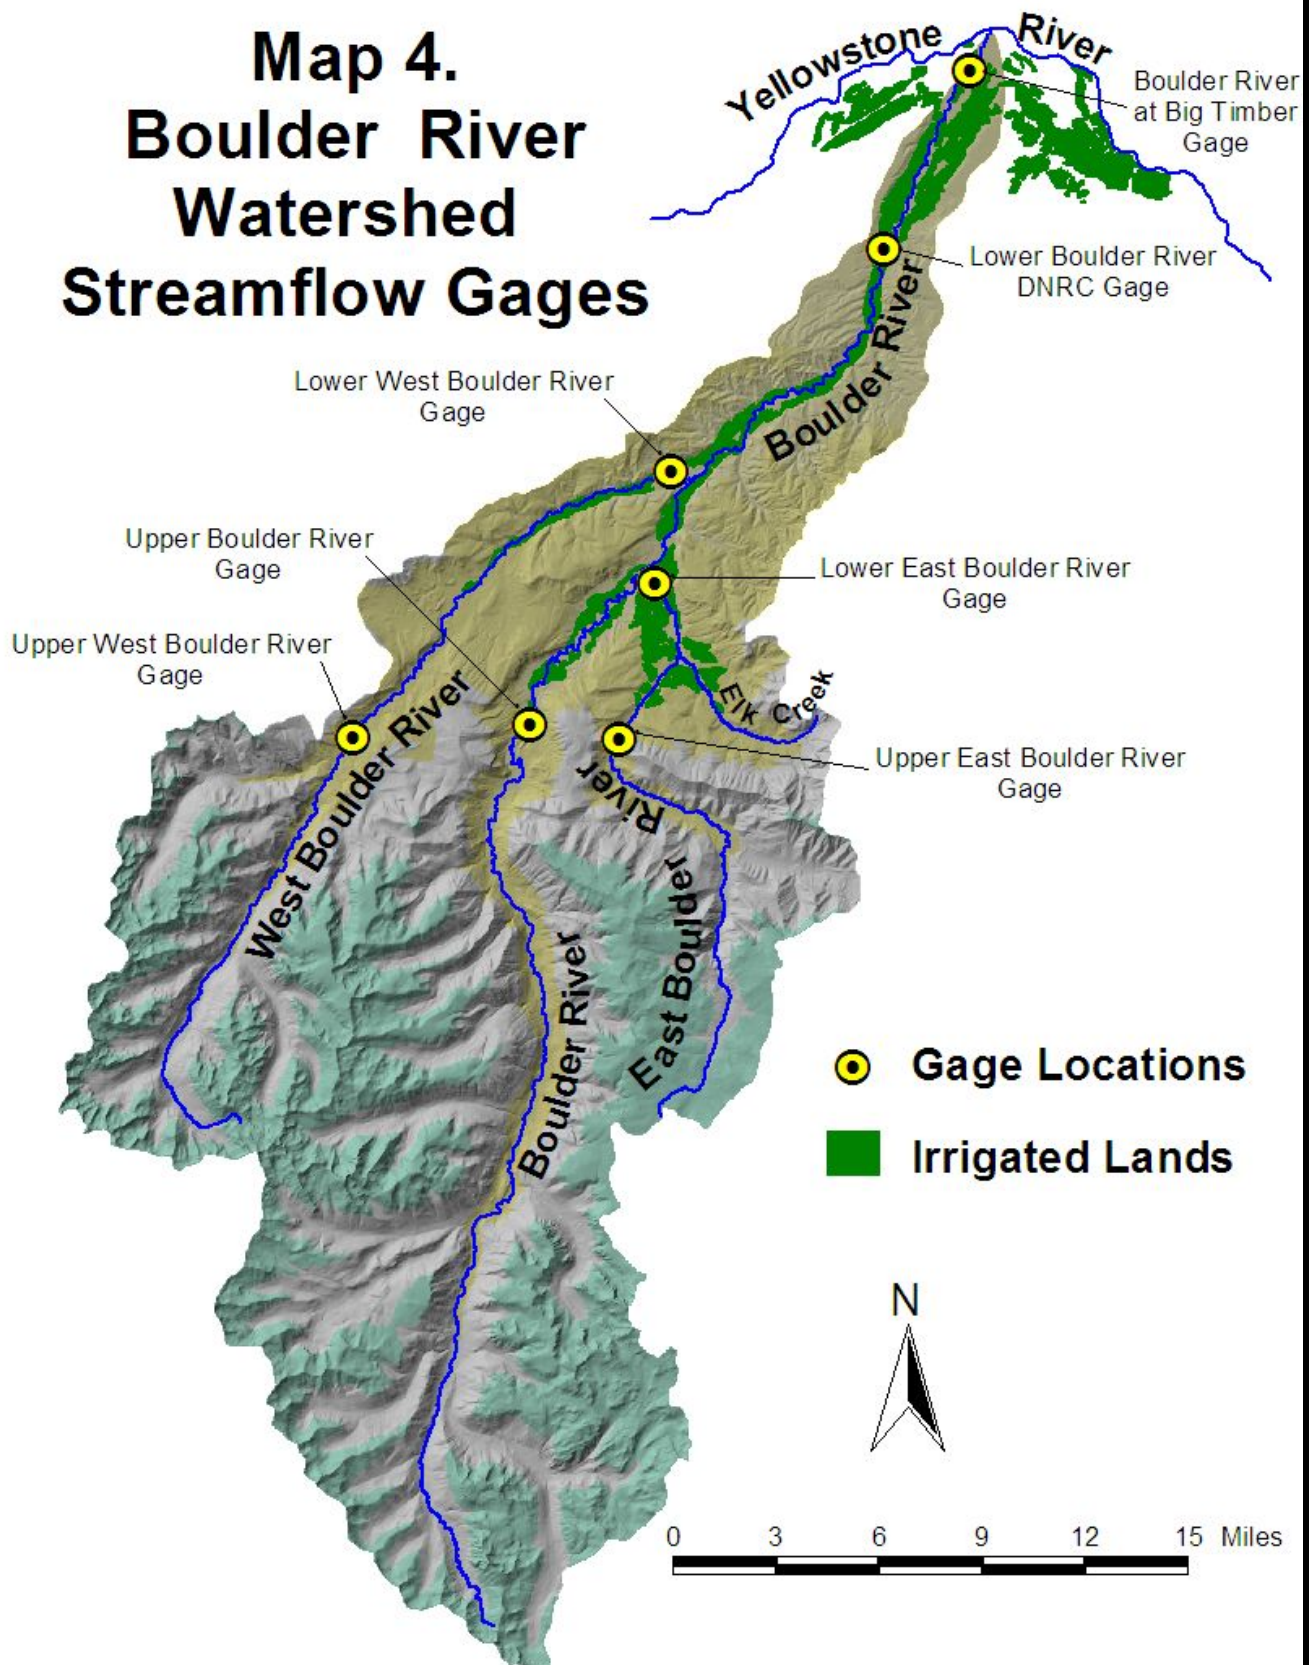 Map 4.
Boulder River
Watershed
Streamflow Gages
Yellowstone River
Boulder River
at Big Timber
Gage
Lower Boulder River
DNRC Gage
Boulder River
Lower West Boulder River
Gage
Upper Boulder River
Gage
Lower East Boulder River
Gage
Upper West Boulder River
Gage
Elk Creek
Upper East Boulder River
Gage
West Boulder River
East Boulder River
Boulder River
Gage Locations
Irrigated Lands
N
0 3 6 9 12 15 Miles